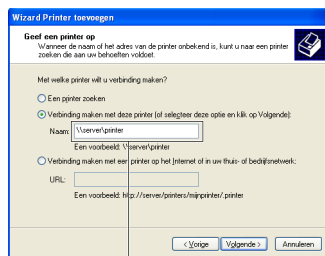 Wizard Printer toevoegen
Geef een printer op
Wanneer de naam of het adres van de printer onbekend is, kunt u naar een printer
zoeken die aan uw behoeften voldoet.
Met welke printer wilt u verbinding maken?
Een printer zoeken
Verbinding maken met deze printer (of selecteer deze optie en klik op Volgende):
Naam: \\server\printer
Een voorbeeld: \\server\printer
Verbinding maken met een printer op het Internet of in uw thuis- of bedrijfsnetwerk:
URL:
Een voorbeeld: http://server/printers/mijnprinter/.printer
< Vorige
Volgende >
Annuleren